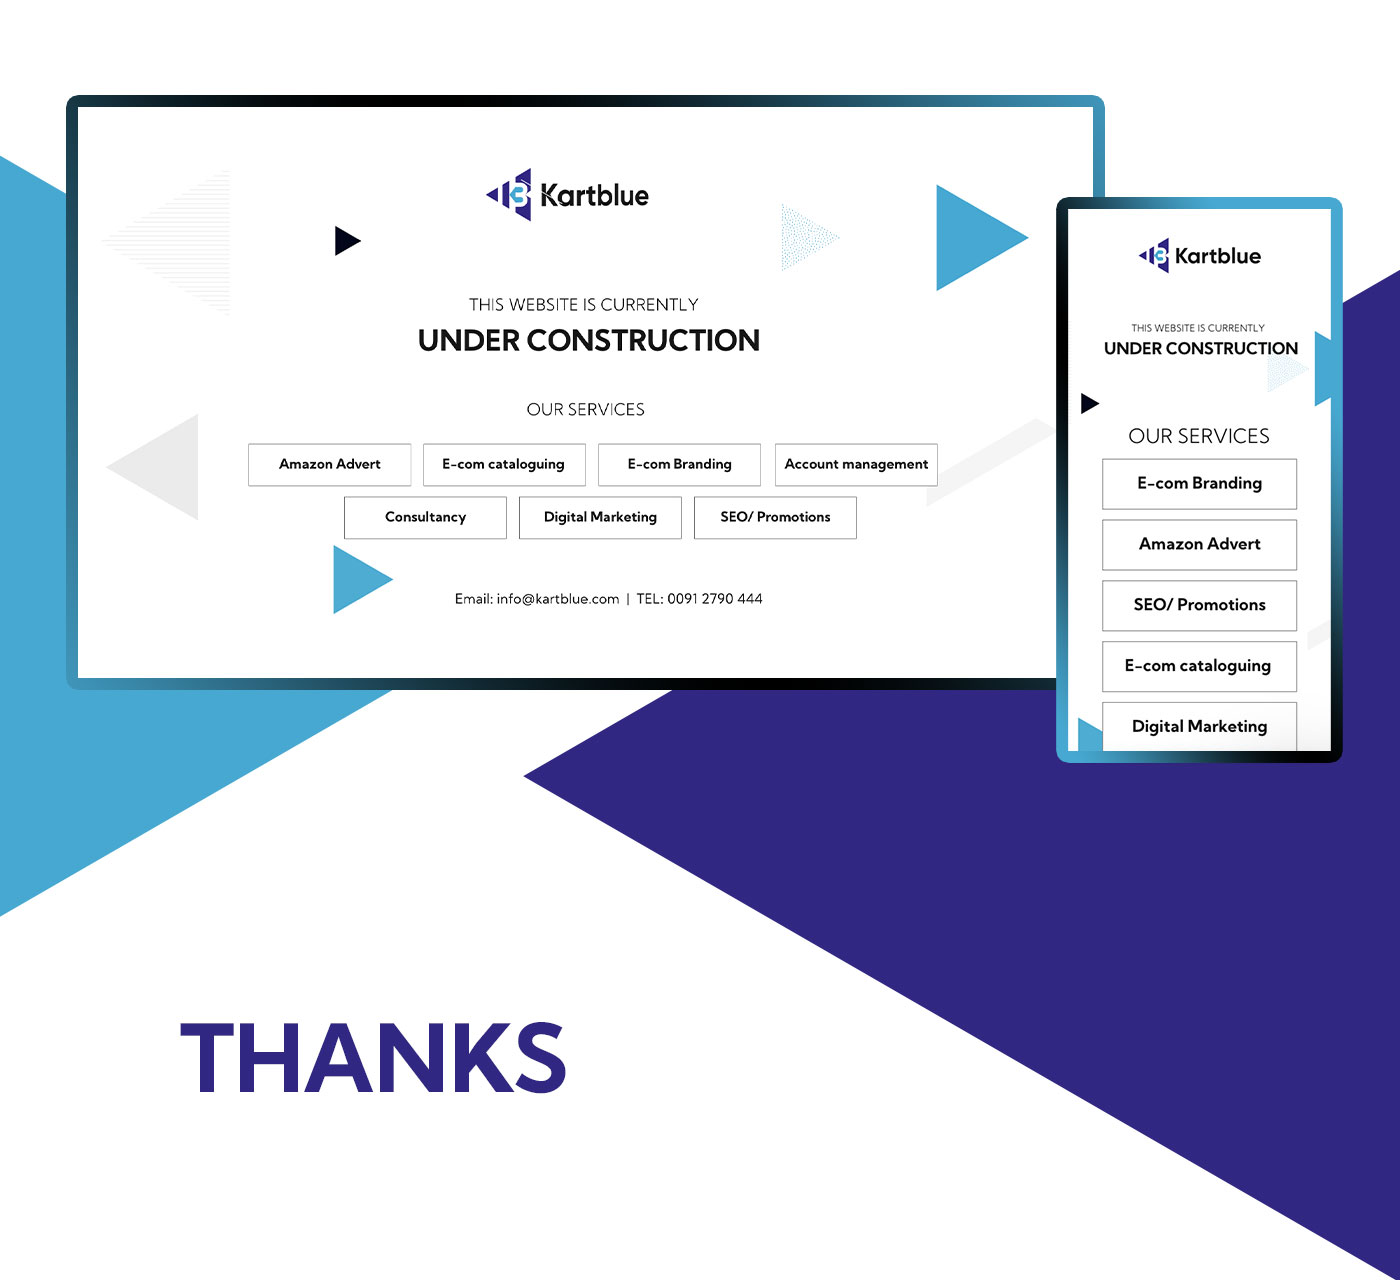 Kartblue
THIS WEBSITE IS CURRENTLY
UNDER CONSTRUCTION
OUR SERVICES
Amazon Advert
E-com cataloguing
E-com Branding
Account management
Consultancy
Digital Marketing
SEO/ Promotions
Email: info@kartblue.com | TEL: 0091 2790 444
Kartblue
THIS WEBSITE IS CURRENTLY
UNDER CONSTRUCTION
OUR SERVICES
E-com Branding
Amazon Advert
SEO/ Promotions
E-com cataloguing
Digital Marketing
THANKS